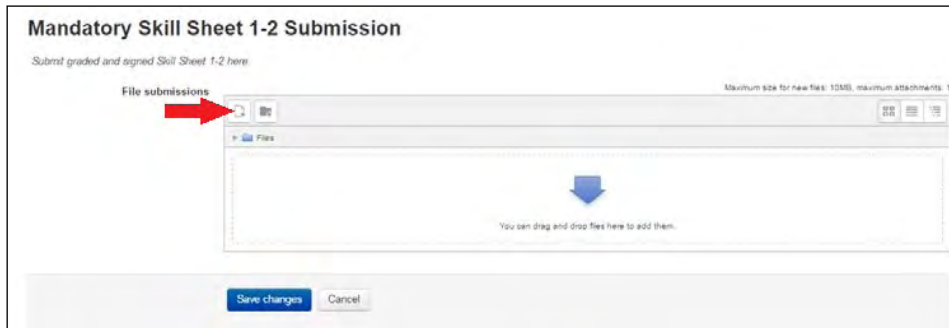 Mandatory Skill Sheet 1-2 Submission
Submit graded and signed Skill Sheet 1-2 here.
File submissions
Maximum size for new files: 10MB, maximum attachments: 1
Files
You can drag and drop files here to add them.
Save changes
Cancel